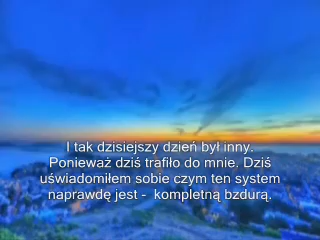 I tak dzisiejszy dzień był inny.
Ponieważ dziś trafiło do mnie. Dziś
uświadomiłem sobie czym ten system
naprawdę jest -  kompletną bzdurą.